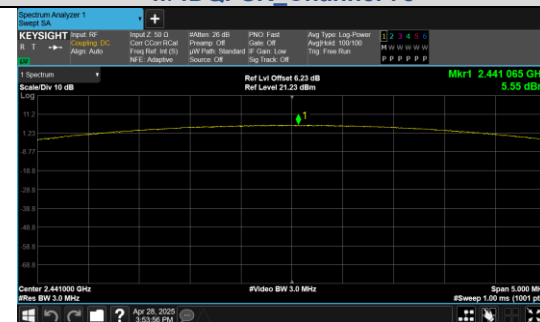 Spectrum Analyzer 1
Swept SA
+
KEYSIGHT
R T
LW
Input: RF
Coupling: DC
Align: Auto
Input Z: 50 Ω
Corr CCorr RCal
Freq Ref: Int (S)
NFE: Adaptive
#Atten: 26 dB
Preamp: Off
µW Path: Standard
Source: Off
PNO: Fast
Gate: Off
IF Gain: Low
Sig Track: Off
Avg Type: Log-Power
Avg|Hold: 100/100
Trig: Free Run
1 2 3 4 5 6
M W W W W W
P P P P P P
1 Spectrum
Scale/Div 10 dB
Log
Ref Lvl Offset 6.23 dB
Ref Level 21.23 dBm
Mkr1 2.441 065 GH
5.55 dB
1
11.2
1.23
-8.77
-18.8
-28.8
-38.8
-48.8
-58.8
-68.8
Center 2.441000 GHz
#Res BW 3.0 MHz
#Video BW 3.0 MHz
Span 5.000 MH
#Sweep 1.00 ms (1001 pt
?
Apr 28, 2025
3:53:56 PM